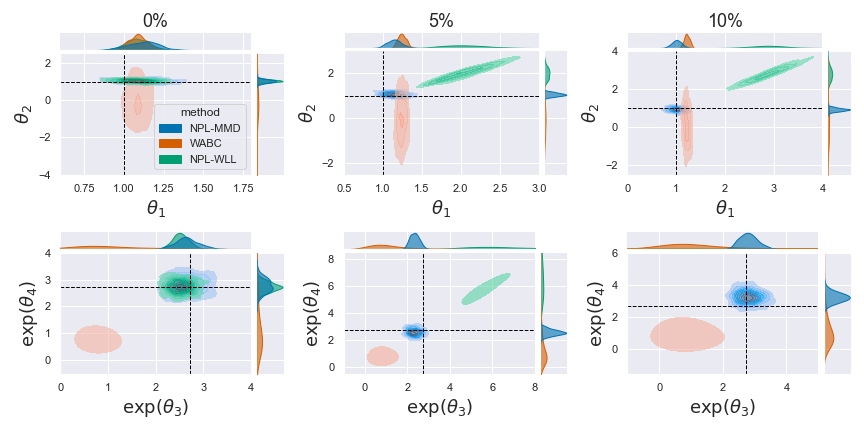 0% 5% 10%
θ₂ 2 0 −2 −4
0.75 1.00 1.25 1.50 1.75
θ₁
method
NPL-MMD
WABC
NPL-WLL
θ₂ 2 0 −2
0.5 1.0 1.5 2.0 2.5 3.0
θ₁
θ₂ 4 2 0 −2
0 1 2 3 4
θ₁
exp(θ₄) 4 3 2 1 0
0 1 2 3 4
exp(θ₃)
exp(θ₄) 8 6 4 2 0
0 2 4 6 8
exp(θ₃)
exp(θ₄) 6 4 2 0
0 2 4
exp(θ₃)